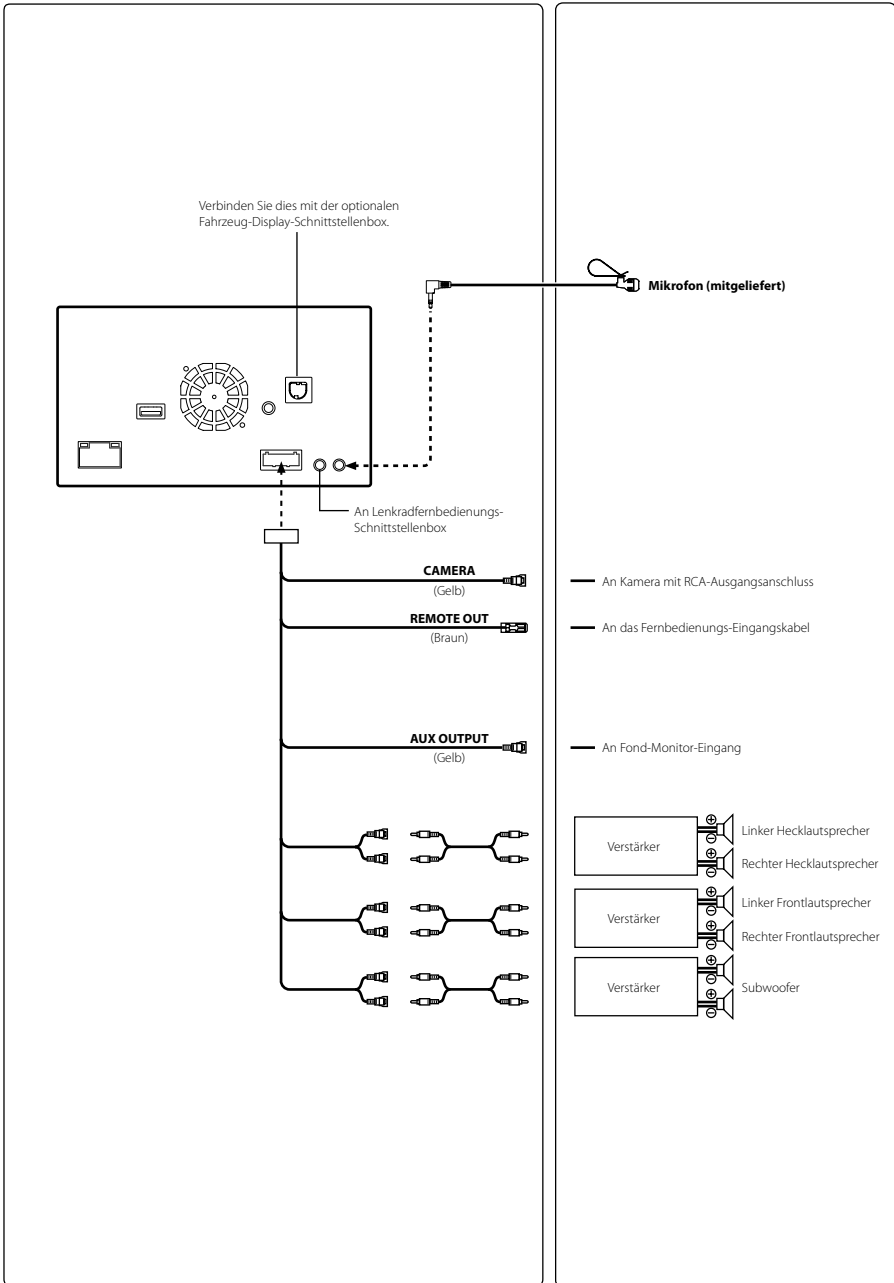 Verbinden Sie dies mit der optionalen
Fahrzeug-Display-Schnittstellenbox.
Mikrofon (mitgeliefert)
An Lenkradfernbedienungs-
Schnittstellenbox
CAMERA
(Gelb)
An Kamera mit RCA-Ausgangsanschluss
REMOTE OUT
(Braun)
An das Fernbedienungs-Eingangskabel
AUX OUTPUT
(Gelb)
An Fond-Monitor-Eingang
Verstärker
Linker Hecklautsprecher
Rechter Hecklautsprecher
Verstärker
Linker Frontlautsprecher
Rechter Frontlautsprecher
Verstärker
Subwoofer